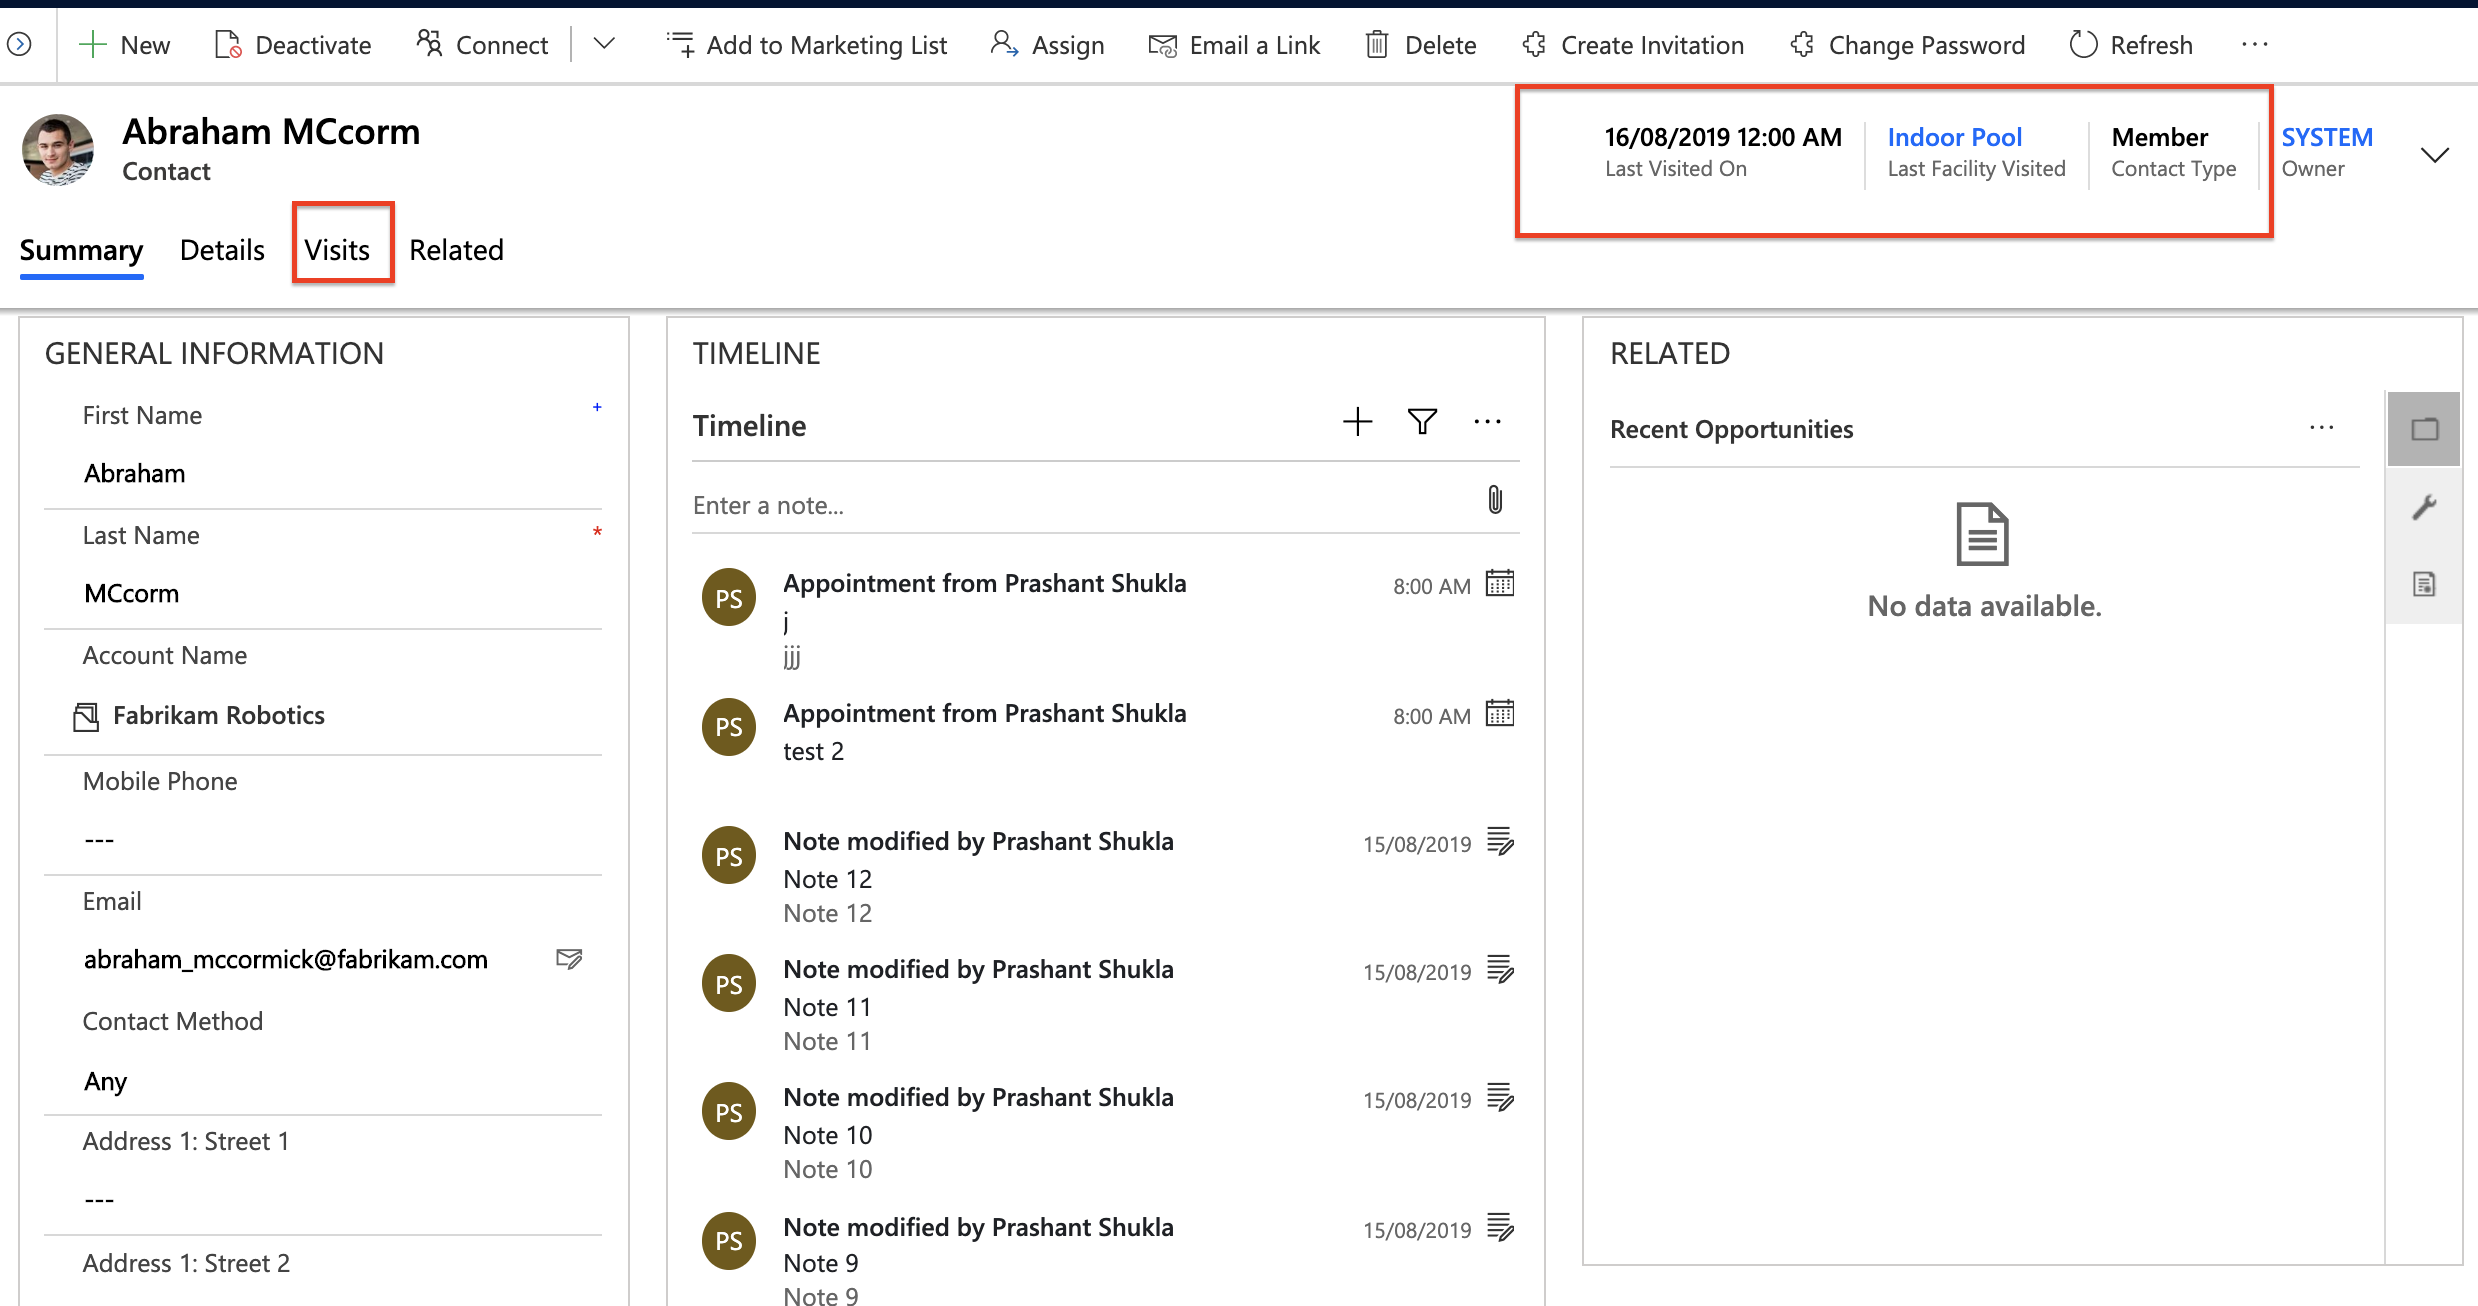 New Deactivate Connect Add to Marketing List Assign Email a Link Delete Create Invitation Change Password Refresh ...
Abraham MCcorm
Contact
16/08/2019 12:00 AM
Last Visited On
Indoor Pool
Last Facility Visited
Member
Contact Type
SYSTEM
Owner
Summary Details Visits Related
GENERAL INFORMATION
First Name +
Abraham
Last Name *
MCcorm
Account Name
Fabrikam Robotics
Mobile Phone
---
Email
abraham_mccormick@fabrikam.com
Contact Method
Any
Address 1: Street 1
---
Address 1: Street 2
TIMELINE
Timeline
Enter a note...
PS Appointment from Prashant Shukla 8:00 AM
j
jjj
PS Appointment from Prashant Shukla 8:00 AM
test 2
PS Note modified by Prashant Shukla 15/08/2019
Note 12
Note 12
PS Note modified by Prashant Shukla 15/08/2019
Note 11
Note 11
PS Note modified by Prashant Shukla 15/08/2019
Note 10
Note 10
PS Note modified by Prashant Shukla 15/08/2019
Note 9
Note 9
RELATED
Recent Opportunities ...
No data available.